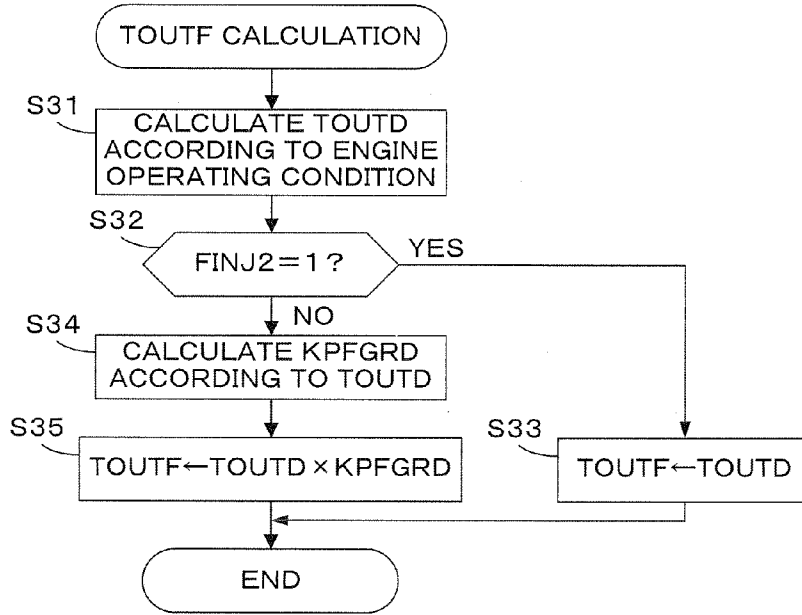 TOUTF CALCULATION
S31
CALCULATE TOUTD
ACCORDING TO ENGINE
OPERATING CONDITION
S32
FINJ2=1?
YES
NO
S34
CALCULATE KPFGRD
ACCORDING TO TOUTD
S35
TOUTF←TOUTD×KPFGRD
S33
TOUTF←TOUTD
END